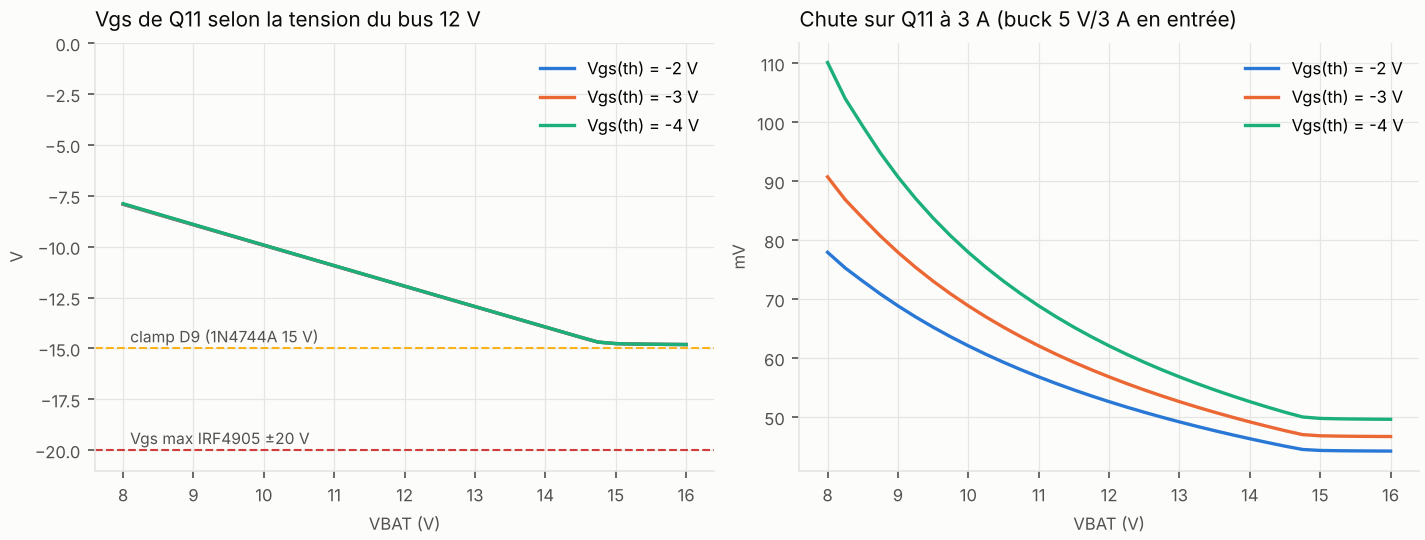 Vgs de Q11 selon la tension du bus 12 V
0.0
−2.5
−5.0
−7.5
−10.0
−12.5
−15.0
−17.5
−20.0
V
Vgs(th) = -2 V
Vgs(th) = -3 V
Vgs(th) = -4 V
clamp D9 (1N4744A 15 V)
Vgs max IRF4905 ±20 V
8 9 10 11 12 13 14 15 16
VBAT (V)
Chute sur Q11 à 3 A (buck 5 V/3 A en entrée)
110
100
90
80
70
60
50
mV
Vgs(th) = -2 V
Vgs(th) = -3 V
Vgs(th) = -4 V
8 9 10 11 12 13 14 15 16
VBAT (V)